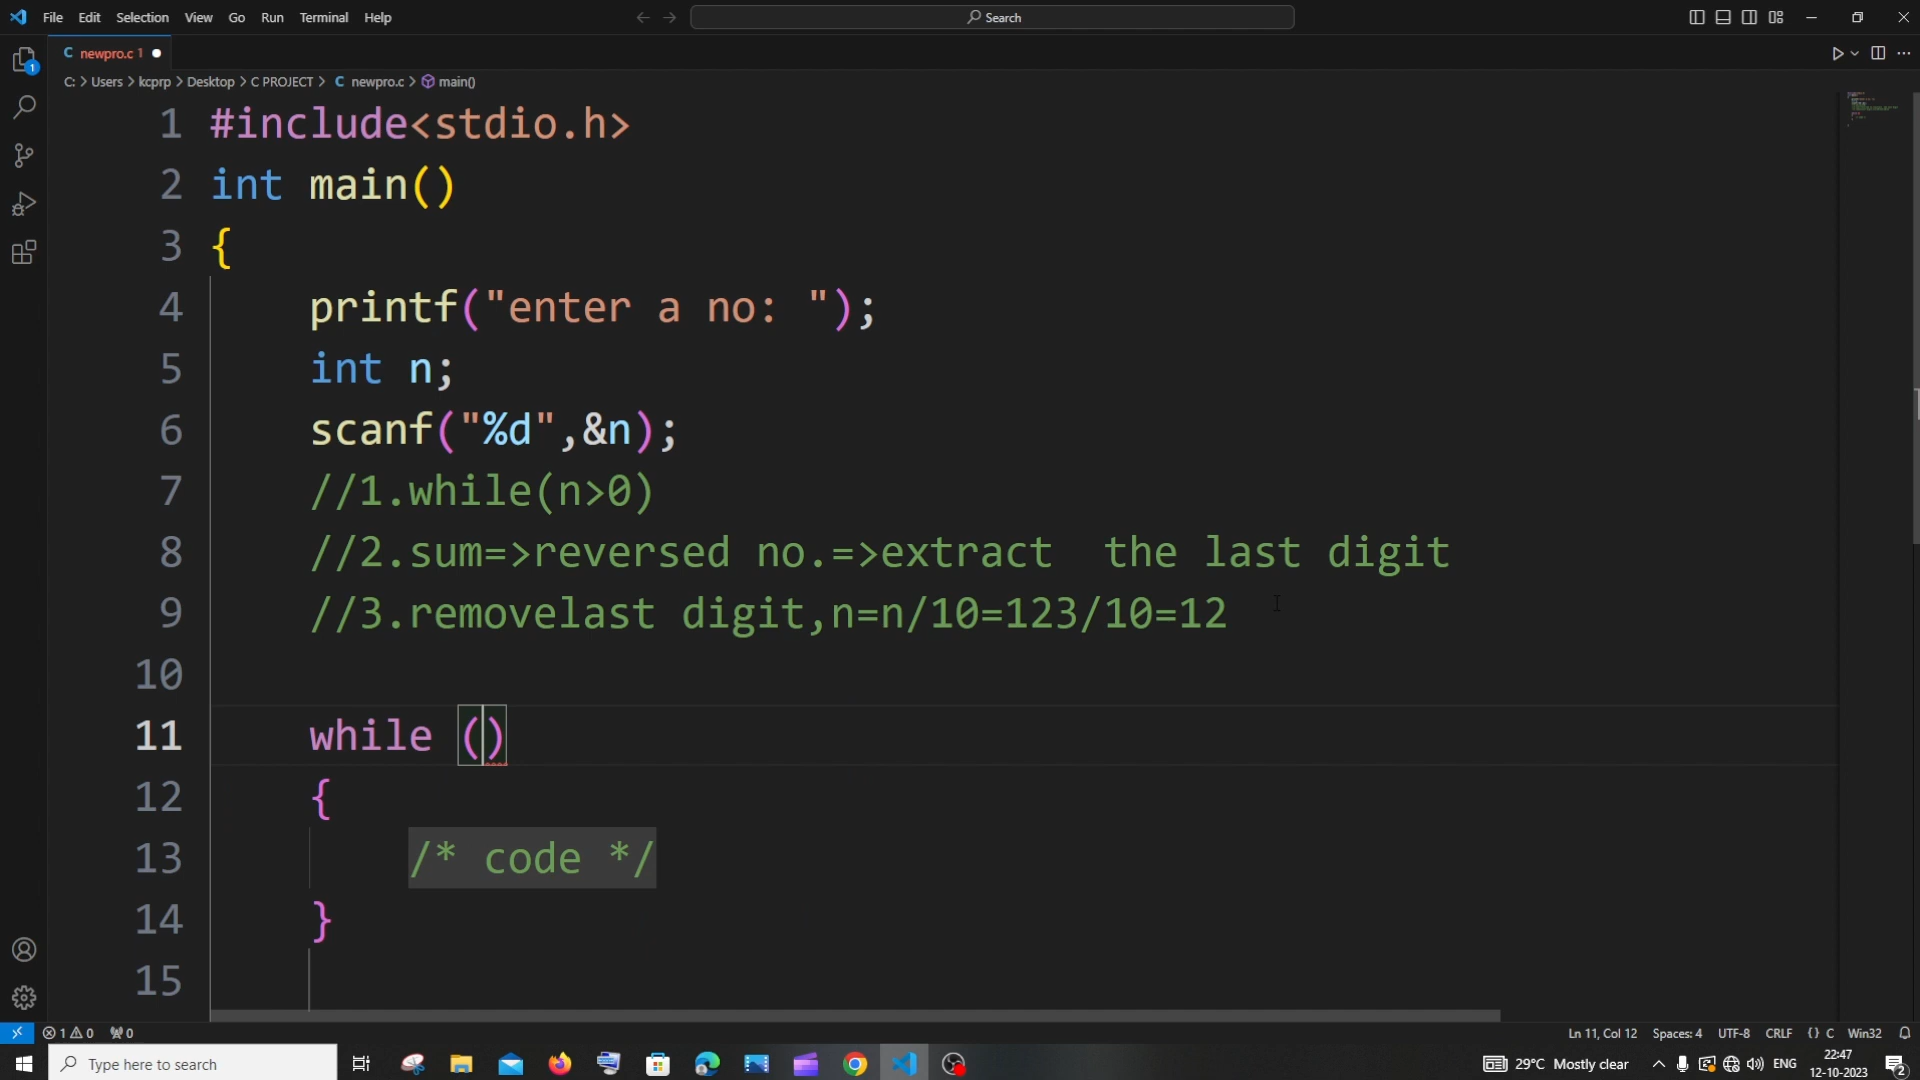 File Edit Selection View Go Run Terminal Help Search
C newpro.c 1
C: > Users > kcprp > Desktop > C PROJECT > C newpro.c > main()
1 #include<stdio.h>
2 int main()
3 {
4 printf("enter a no: ");
5 int n;
6 scanf("%d",&n);
7 //1.while(n>0)
8 //2.sum=>reversed no.=>extract  the last digit
9 //3.removelast digit,n=n/10=123/10=12
10
11 while ()
12 {
13 /* code */
14 }
15
1 0 0 Ln 11, Col 12 Spaces: 4 UTF-8 CRLF {} C Win32
Type here to search 29°C Mostly clear ENG 22:47
12-10-2023 2